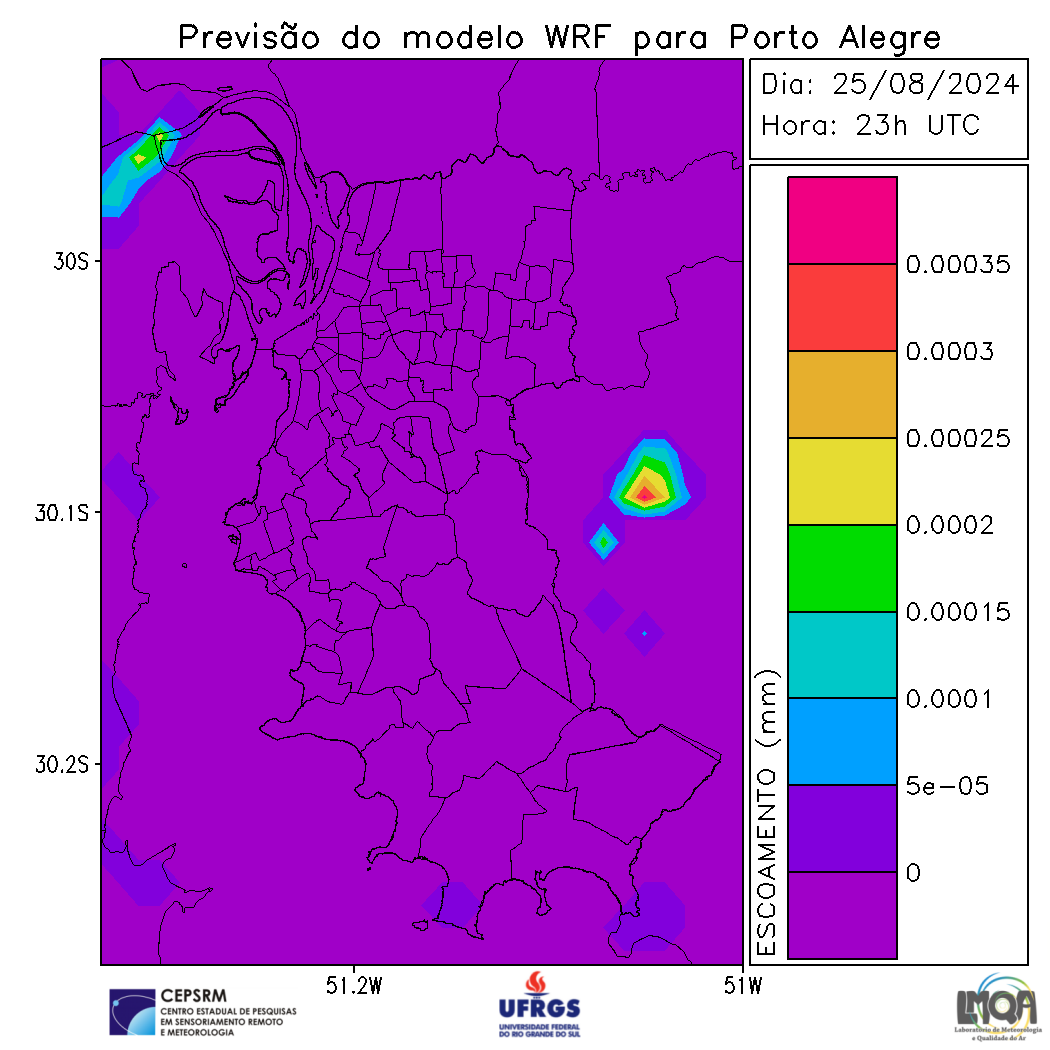 Previsão do modelo WRF para Porto Alegre
Dia: 25/08/2024
Hora: 23h UTC
0.00035
0.0003
0.00025
0.0002
0.00015
0.0001
5e-05
0
ESCOAMENTO (mm)
30S
30.1S
30.2S
51.2W
51W
CEPSRM
CENTRO ESTADUAL DE PESQUISAS
EM SENSORIAMENTO REMOTO
E METEOROLOGIA
UFRGS
UNIVERSIDADE FEDERAL
DO RIO GRANDE DO SUL
LMQA
Laboratório de Meteorologia
e Qualidade do Ar